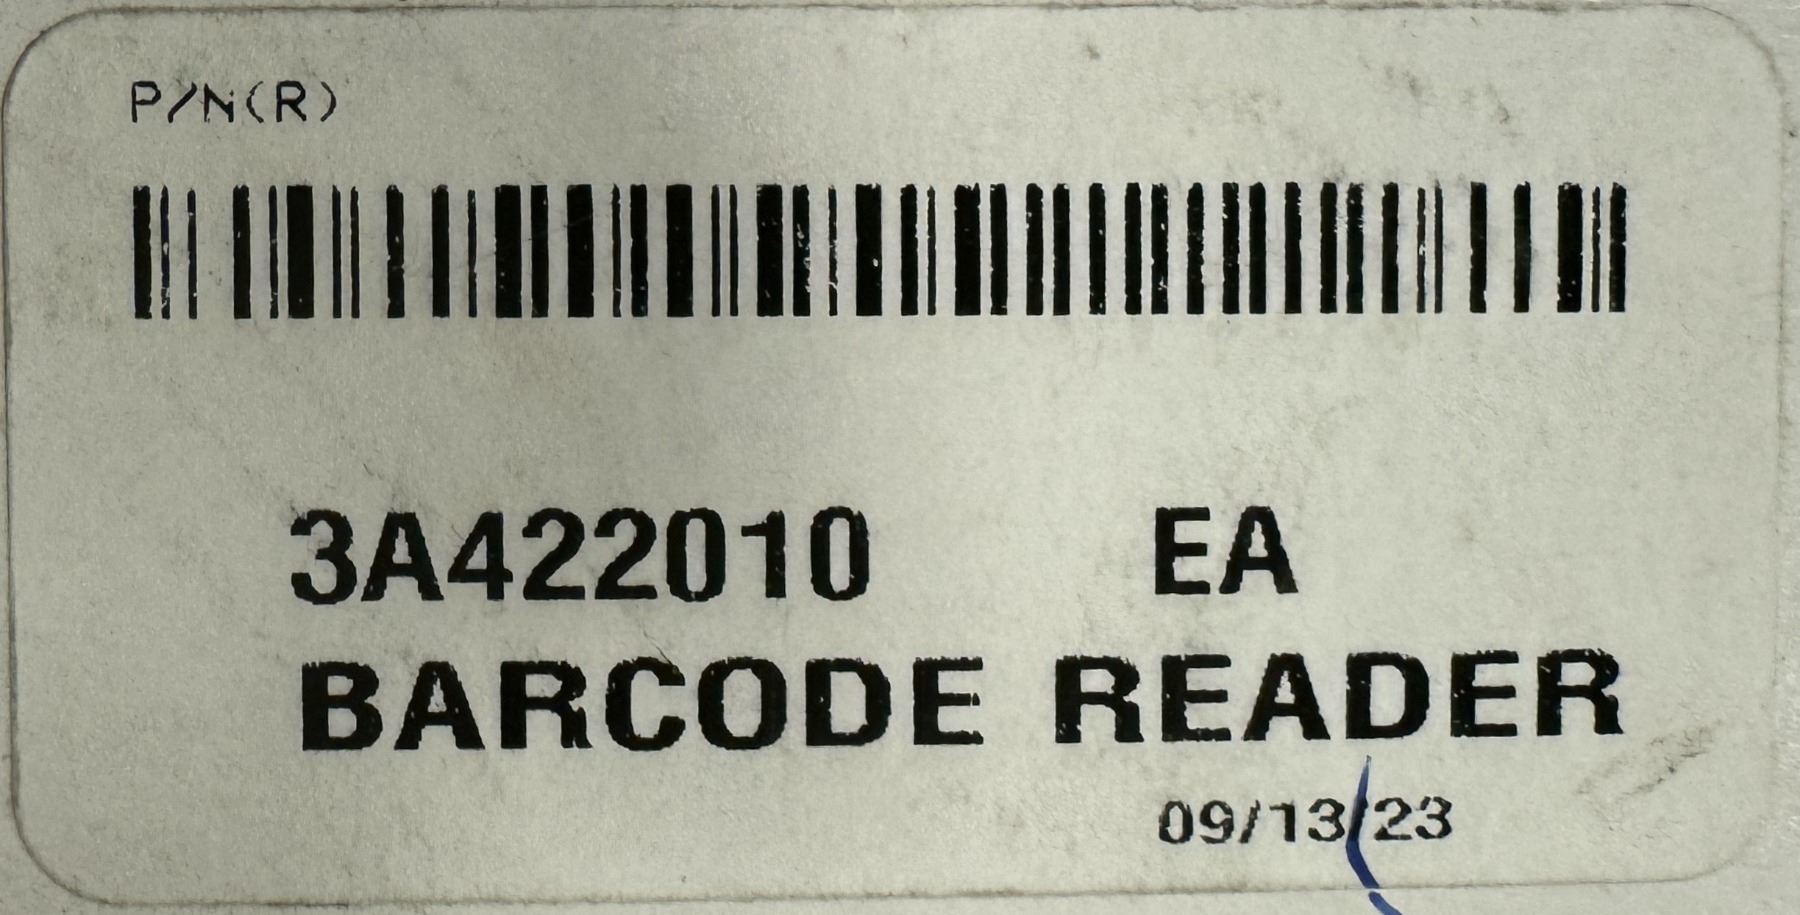 P/N(R)
3A422010 EA
BARCODE READER
09/13/23